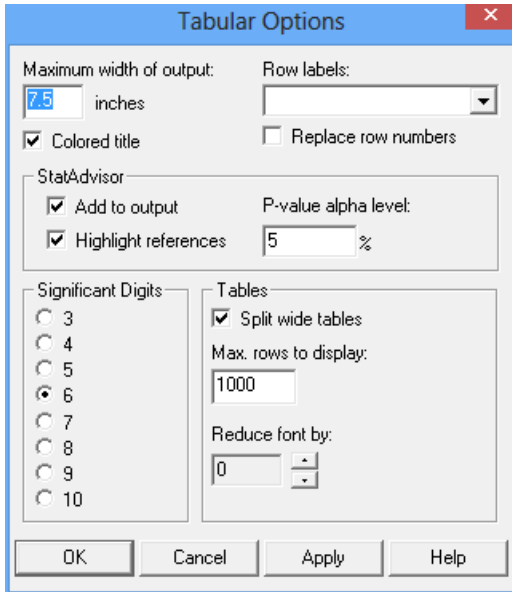 Tabular Options
Maximum width of output:
Row labels:
7.5 inches
Colored title
Replace row numbers
StatAdvisor
Add to output
P-value alpha level:
Highlight references
5 %
Significant Digits
3
4
5
6
7
8
9
10
Tables
Split wide tables
Max. rows to display:
1000
Reduce font by:
0
OK
Cancel
Apply
Help